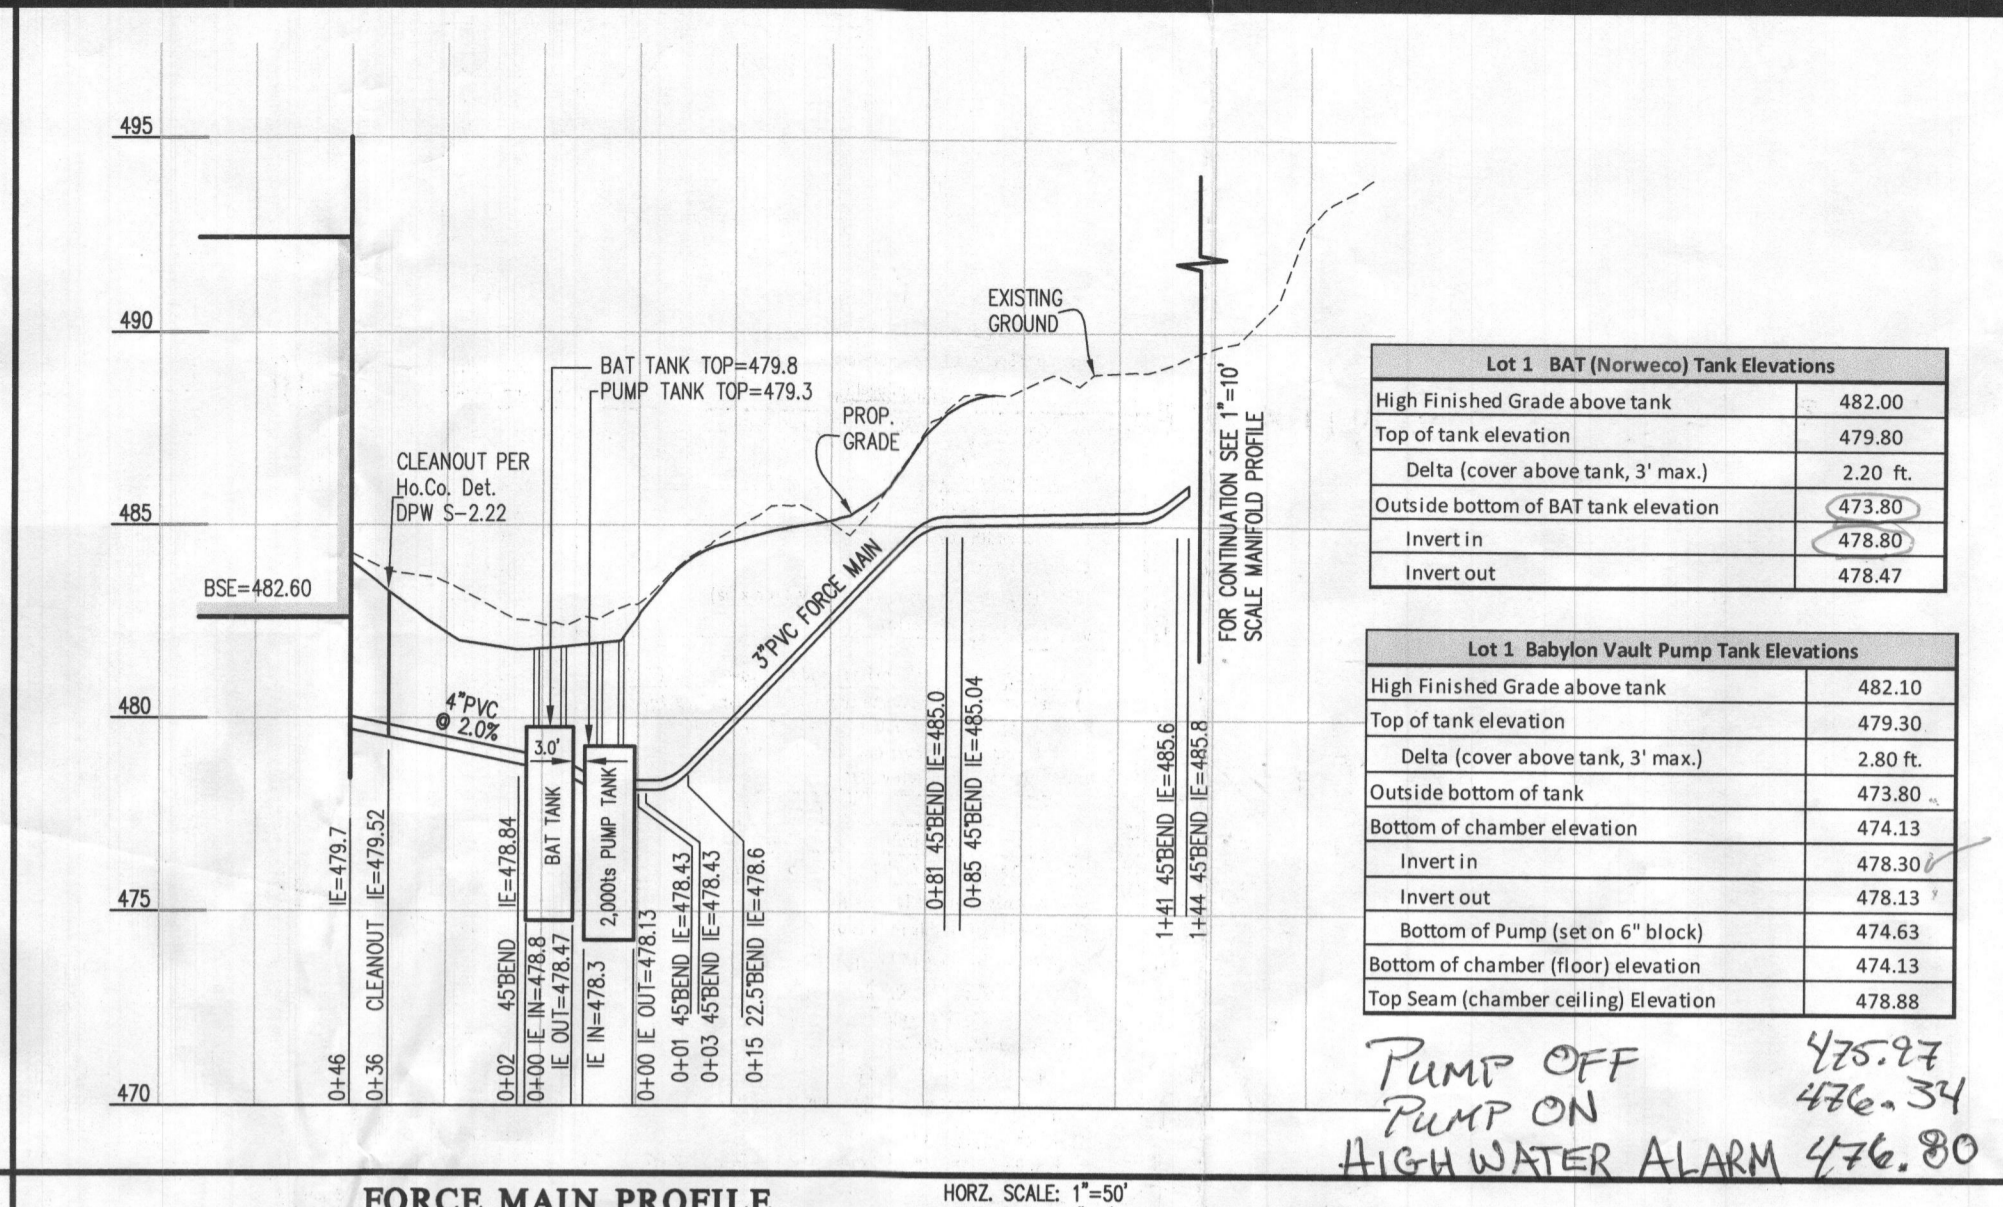 495
490
485
480
475
470
BSE=482.60
CLEANOUT PER
Ho.Co. Det.
DPW S-2.22
BAT TANK TOP=479.8
PUMP TANK TOP=479.3
PROP.
GRADE
EXISTING
GROUND
4"PVC
@ 2.0%
3.0'
BAT TANK
2,000ts PUMP TANK
3"PVC FORCE MAIN
FOR CONTINUATION SEE 1"=10'
SCALE MANIFOLD PROFILE
0+46 IE=479.7
0+36 CLEANOUT IE=479.52
0+02 45°BEND IE=478.84
0+00 IE IN=478.8
IE OUT=478.47
IE IN=478.3
0+00 IE OUT=478.13
0+01 45°BEND IE=478.43
0+03 45°BEND IE=478.43
0+15 22.5°BEND IE=478.6
0+81 45°BEND IE=485.0
0+85 45°BEND IE=485.04
1+41 45°BEND IE=485.6
1+44 45°BEND IE=485.8
Lot 1 BAT (Norweco) Tank Elevations
High Finished Grade above tank 482.00
Top of tank elevation 479.80
Delta (cover above tank, 3' max.) 2.20 ft.
Outside bottom of BAT tank elevation 473.80
Invert in 478.80
Invert out 478.47
Lot 1 Babylon Vault Pump Tank Elevations
High Finished Grade above tank 482.10
Top of tank elevation 479.30
Delta (cover above tank, 3' max.) 2.80 ft.
Outside bottom of tank 473.80
Bottom of chamber elevation 474.13
Invert in 478.30
Invert out 478.13
Bottom of Pump (set on 6" block) 474.63
Bottom of chamber (floor) elevation 474.13
Top Seam (chamber ceiling) Elevation 478.88
PUMP OFF 475.97
PUMP ON 476.34
HIGH WATER ALARM 476.80
FORCE MAIN PROFILE
HORZ. SCALE: 1"=50'